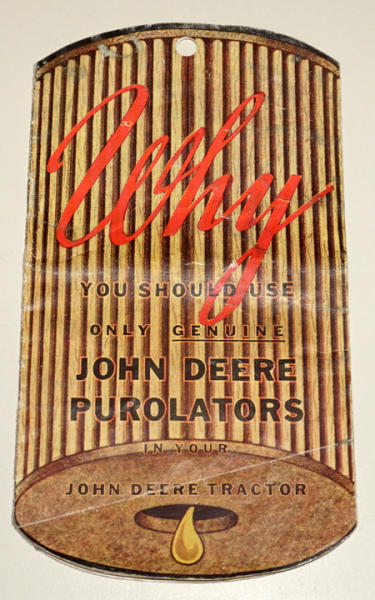 Why
YOU SHOULD USE
ONLY GENUINE
JOHN DEERE
PUROLATORS
IN YOUR
JOHN DEERE TRACTOR